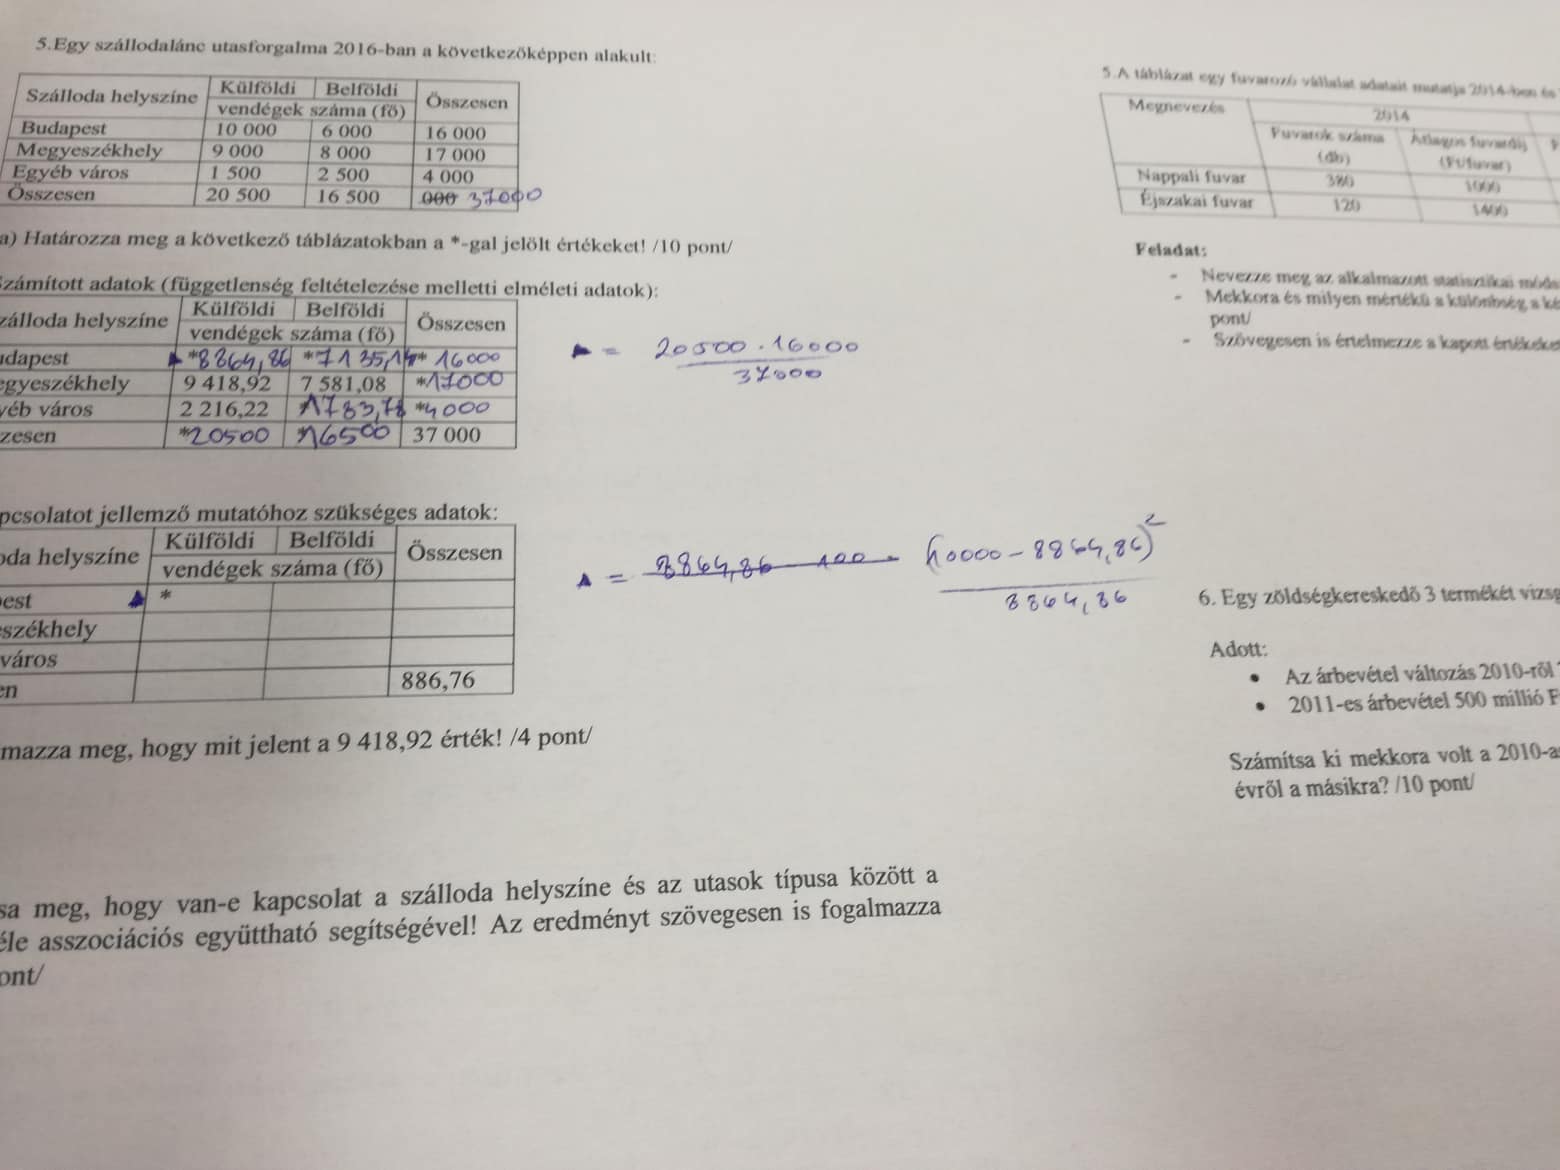 5.Egy szállodalánc utasforgalma 2016-ban a következőképpen alakult:
Szálloda helyszíne Külföldi Belföldi Összesen
vendégek száma (fő)
Budapest 10 000 6 000 16 000
Megyeszékhely 9 000 8 000 17 000
Egyéb város 1 500 2 500 4 000
Összesen 20 500 16 500 000 37000
a) Határozza meg a következő táblázatokban a *-gal jelölt értékeket! /10 pont/
Számított adatok (függetlenség feltételezése melletti elméleti adatok):
zálloda helyszíne Külföldi Belföldi Összesen
vendégek száma (fő)
udapest *8864,86 *7135,14 * 16000
egyeszékhely 9 418,92 7 581,08 *17000
yéb város 2 216,22 *1783,78 *4000
zesen *20500 *16500 37 000
= 20500 · 16000
37000
pcsolatot jellemző mutatóhoz szükséges adatok:
oda helyszíne Külföldi Belföldi Összesen
vendégek száma (fő)
pest *
eszékhely
város
en 886,76
= 8864,86 100 (10000 - 8864,86)²
8864,86
mazza meg, hogy mit jelent a 9 418,92 érték! /4 pont/
sa meg, hogy van-e kapcsolat a szálloda helyszíne és az utasok típusa között a
éle asszociációs együttható segítségével! Az eredményt szövegesen is fogalmazza
ont/
5.A táblázat egy fuvarozó vállalat adatait mutatja 2014-ben és
Megnevezés 2014
Fuvarok száma Átlagos fuvardíj
(db) (Ft/fuvar)
Nappali fuvar 380 1000
Éjszakai fuvar 120 1400
Feladat:
- Nevezze meg az alkalmazott statisztikai móds
- Mekkora és milyen mértékű a különbség a ké
pont/
- Szövegesen is értelmezze a kapott értékeke
6. Egy zöldségkereskedő 3 termékét vizsg
Adott:
• Az árbevétel változás 2010-ről
• 2011-es árbevétel 500 millió F
Számítsa ki mekkora volt a 2010-a
évről a másikra? /10 pont/